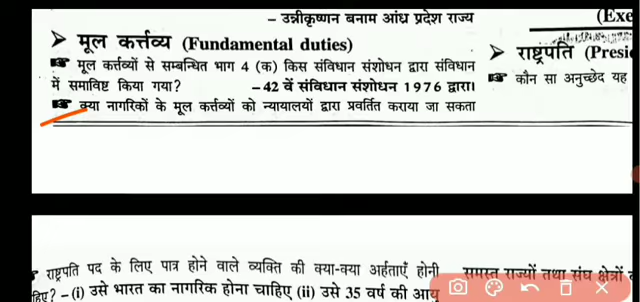 – उन्नीकृष्णन बनाम आंध्र प्रदेश राज्य
➤ मूल कर्त्तव्य (Fundamental duties)
☞ मूल कर्त्तव्यों से सम्बन्धित भाग 4 (क) किस संविधान संशोधन द्वारा संविधान
में समाविष्ट किया गया? –42 वें संविधान संशोधन 1976 द्वारा।
☞ क्या नागरिकों के मूल कर्त्तव्यों को न्यायालयों द्वारा प्रवर्तित कराया जा सकता
(Exe
➤ राष्ट्रपति (Presi
☞ कौन सा अनुच्छेद यह
राष्ट्रपति पद के लिए पात्र होने वाले व्यक्ति की क्या-क्या अर्हताएँ होनी
हिए? – (i) उसे भारत का नागरिक होना चाहिए (ii) उसे 35 वर्ष की आयु
समस्त राज्यों तथा संघ क्षेत्रों